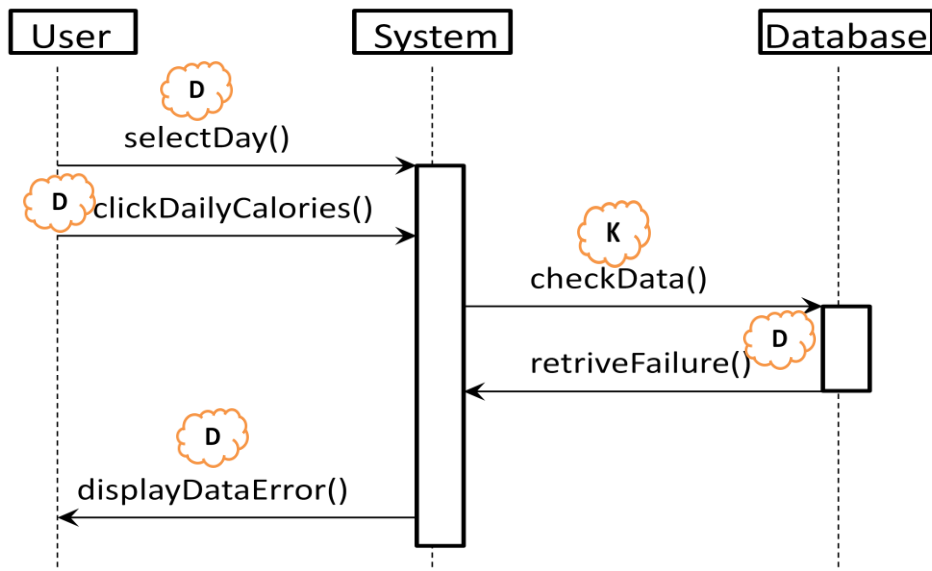 User
System
Database
D
selectDay()
D
clickDailyCalories()
K
checkData()
D
retriveFailure()
D
displayDataError()